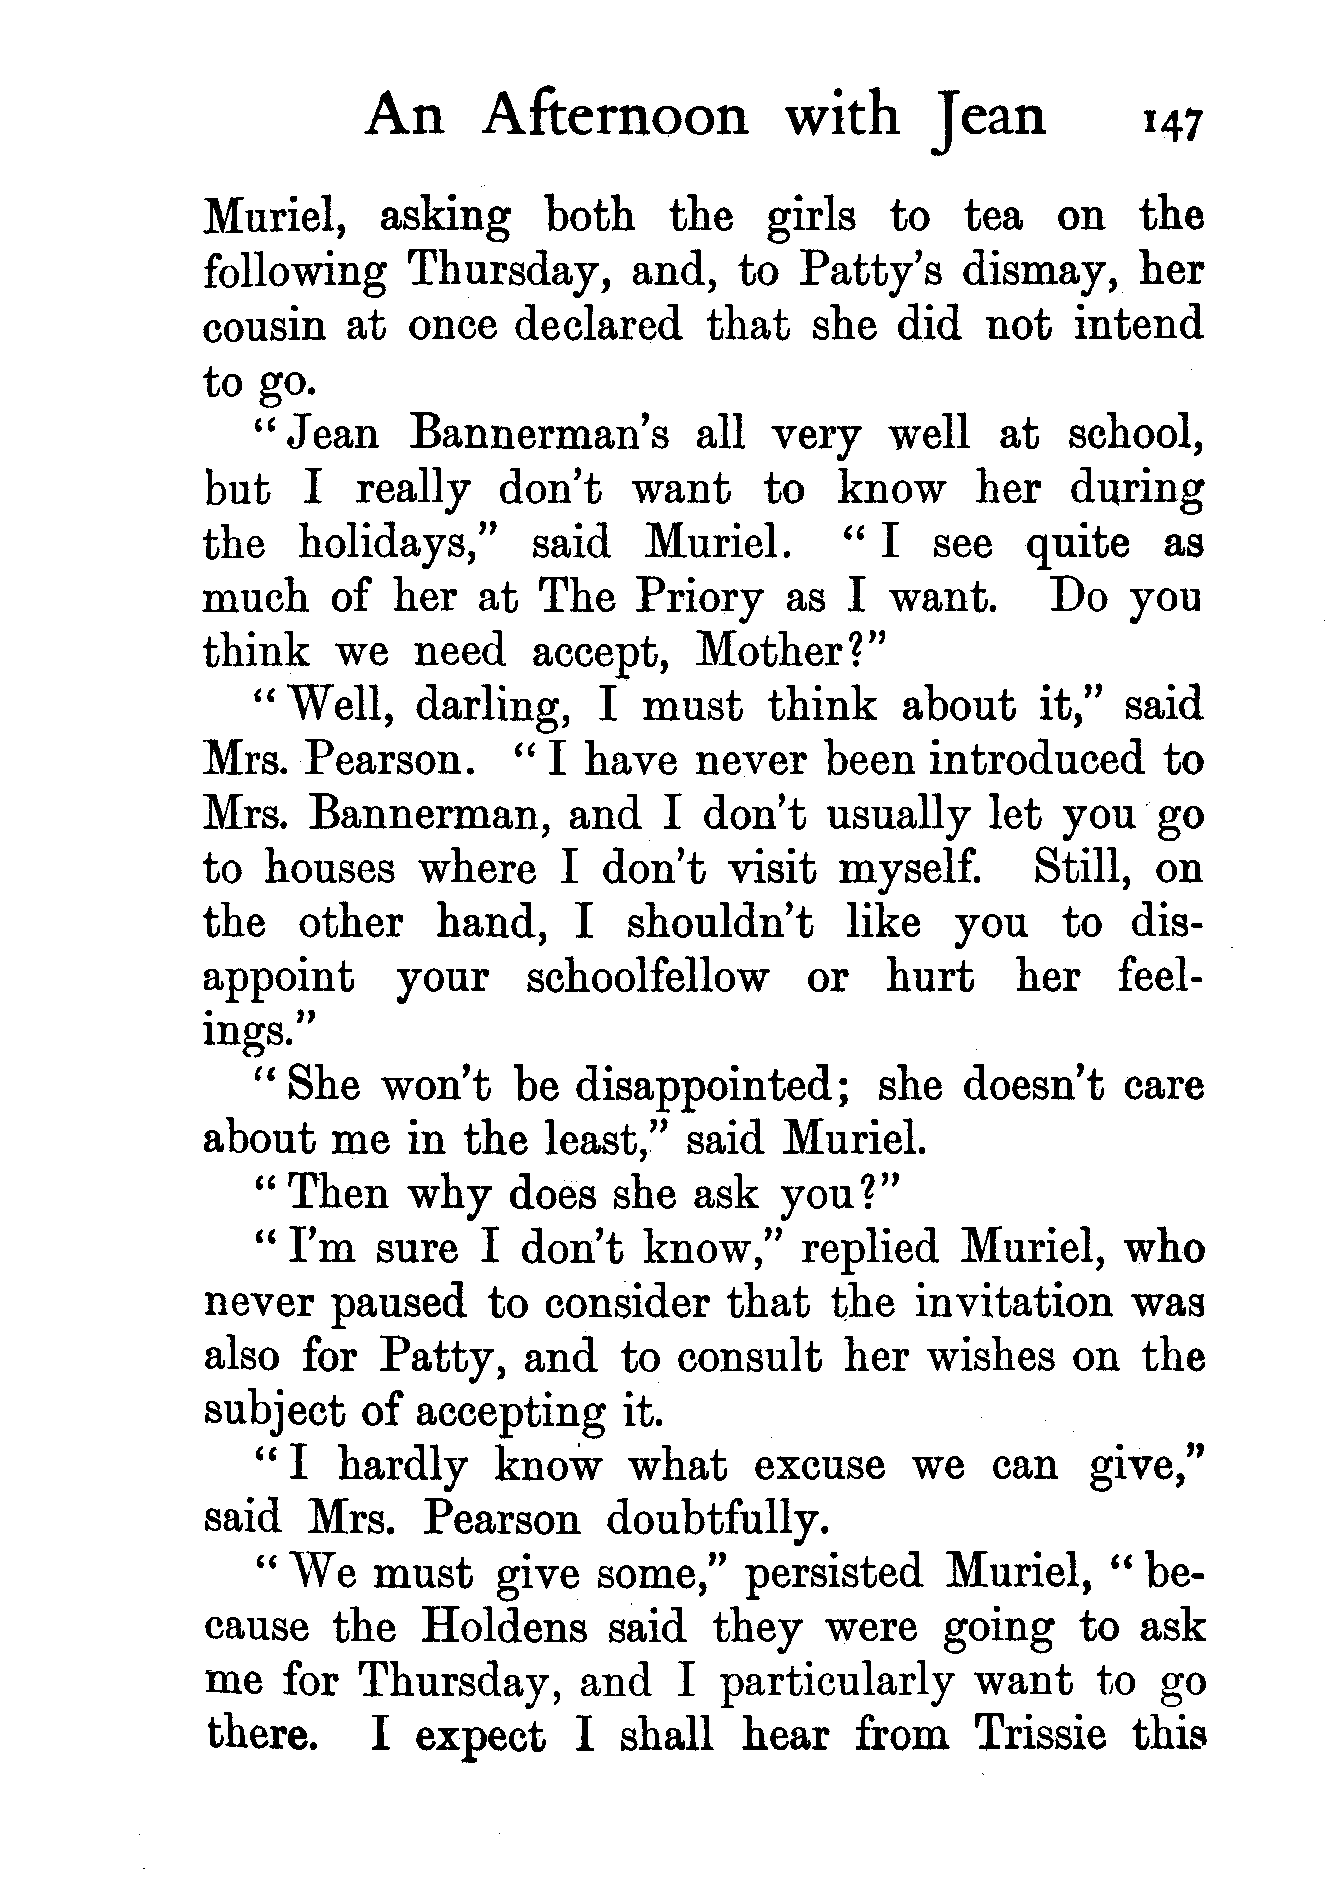 An Afternoon with Jean 147
Muriel, asking both the girls to tea on the
following Thursday, and, to Patty's dismay, her
cousin at once declared that she did not intend
to go.
"Jean Bannerman's all very well at school,
but I really don't want to know her during
the holidays," said Muriel. "I see quite as
much of her at The Priory as I want. Do you
think we need accept, Mother?"
"Well, darling, I must think about it," said
Mrs. Pearson. "I have never been introduced to
Mrs. Bannerman, and I don't usually let you go
to houses where I don't visit myself. Still, on
the other hand, I shouldn't like you to dis-
appoint your schoolfellow or hurt her feel-
ings."
"She won't be disappointed; she doesn't care
about me in the least," said Muriel.
"Then why does she ask you?"
"I'm sure I don't know," replied Muriel, who
never paused to consider that the invitation was
also for Patty, and to consult her wishes on the
subject of accepting it.
"I hardly know what excuse we can give,"
said Mrs. Pearson doubtfully.
"We must give some," persisted Muriel, "be-
cause the Holdens said they were going to ask
me for Thursday, and I particularly want to go
there. I expect I shall hear from Trissie this